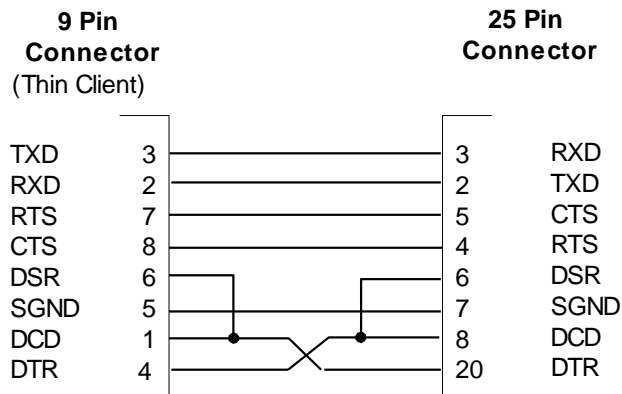 9 Pin Connector (Thin Client)
25 Pin Connector
TXD 3 3 RXD
RXD 2 2 TXD
RTS 7 5 CTS
CTS 8 4 RTS
DSR 6 6 DSR
SGND 5 7 SGND
DCD 1 8 DCD
DTR 4 20 DTR